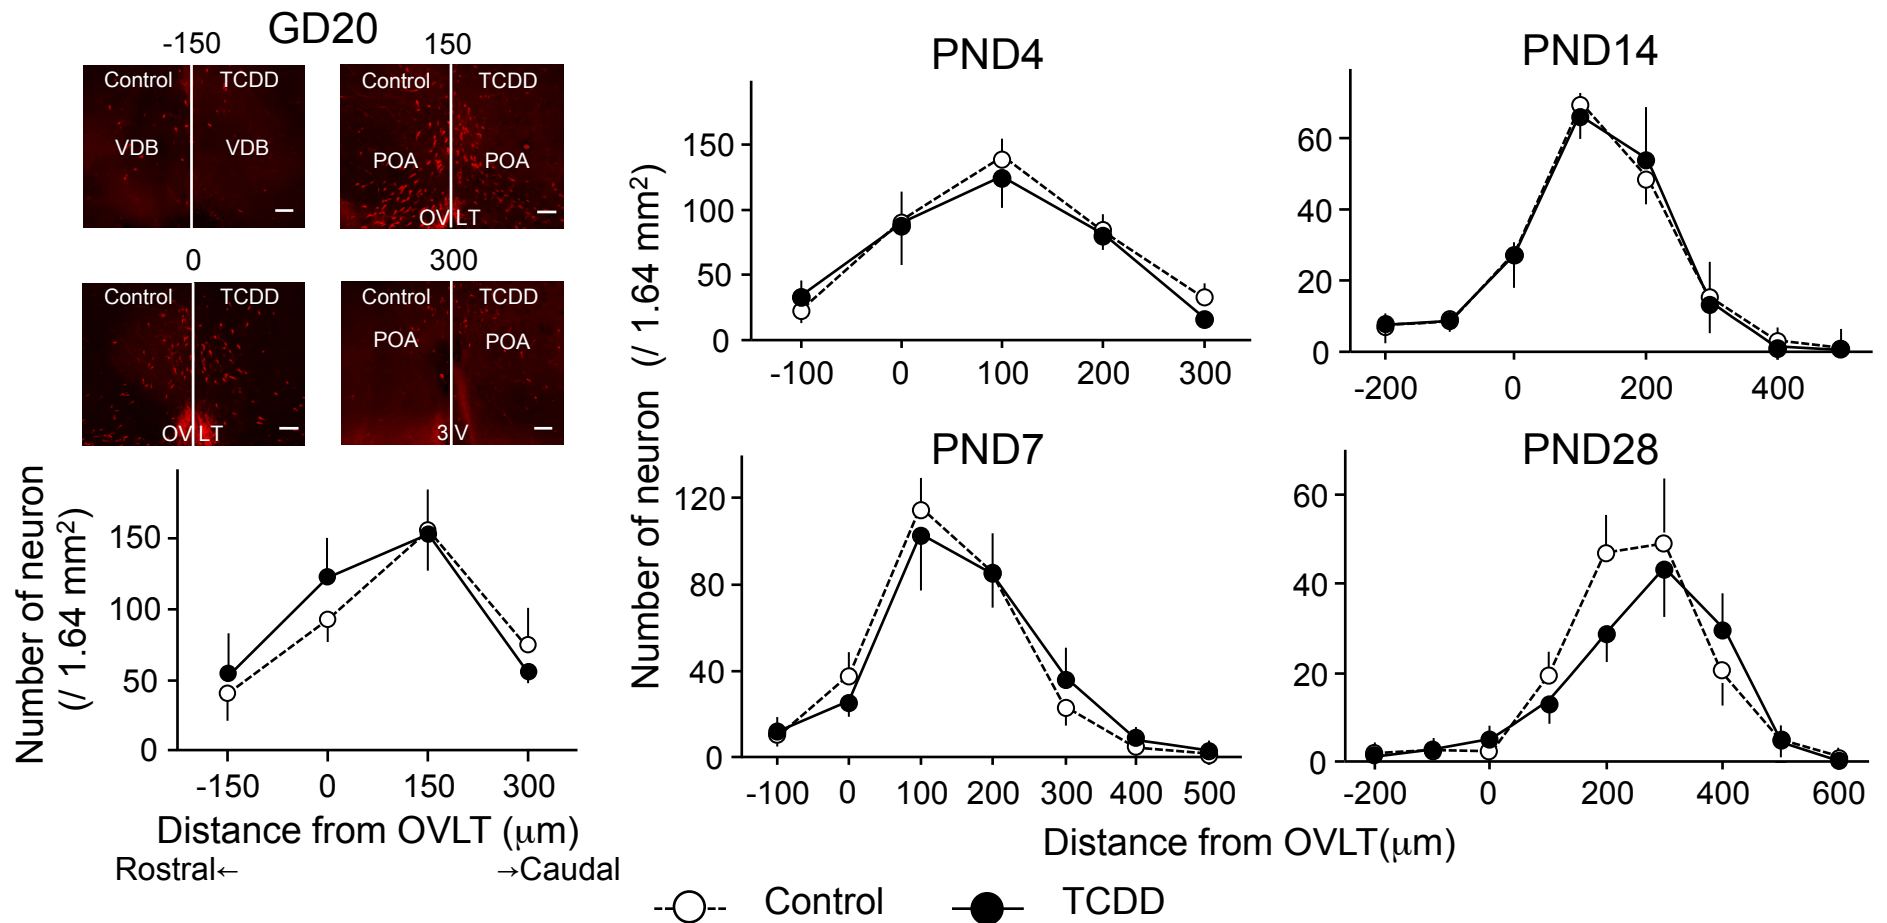 GD20
-150
150
Control TCDD
VDB VDB
Control TCDD
POA POA
OVLT
0
300
Control TCDD
OVLT
Control TCDD
POA POA
3V
Number of neuron
(/ 1.64 mm²)
150
100
50
0
-150 0 150 300
Distance from OVLT (μm)
Rostral←
→Caudal
Number of neuron (/ 1.64 mm²)
PND4
150
100
50
0
-100 0 100 200 300
PND14
60
40
20
0
-200 0 200 400
PND7
120
80
40
0
-100 0 100 200 300 400 500
PND28
60
40
20
0
-200 0 200 400 600
Distance from OVLT(μm)
Control TCDD